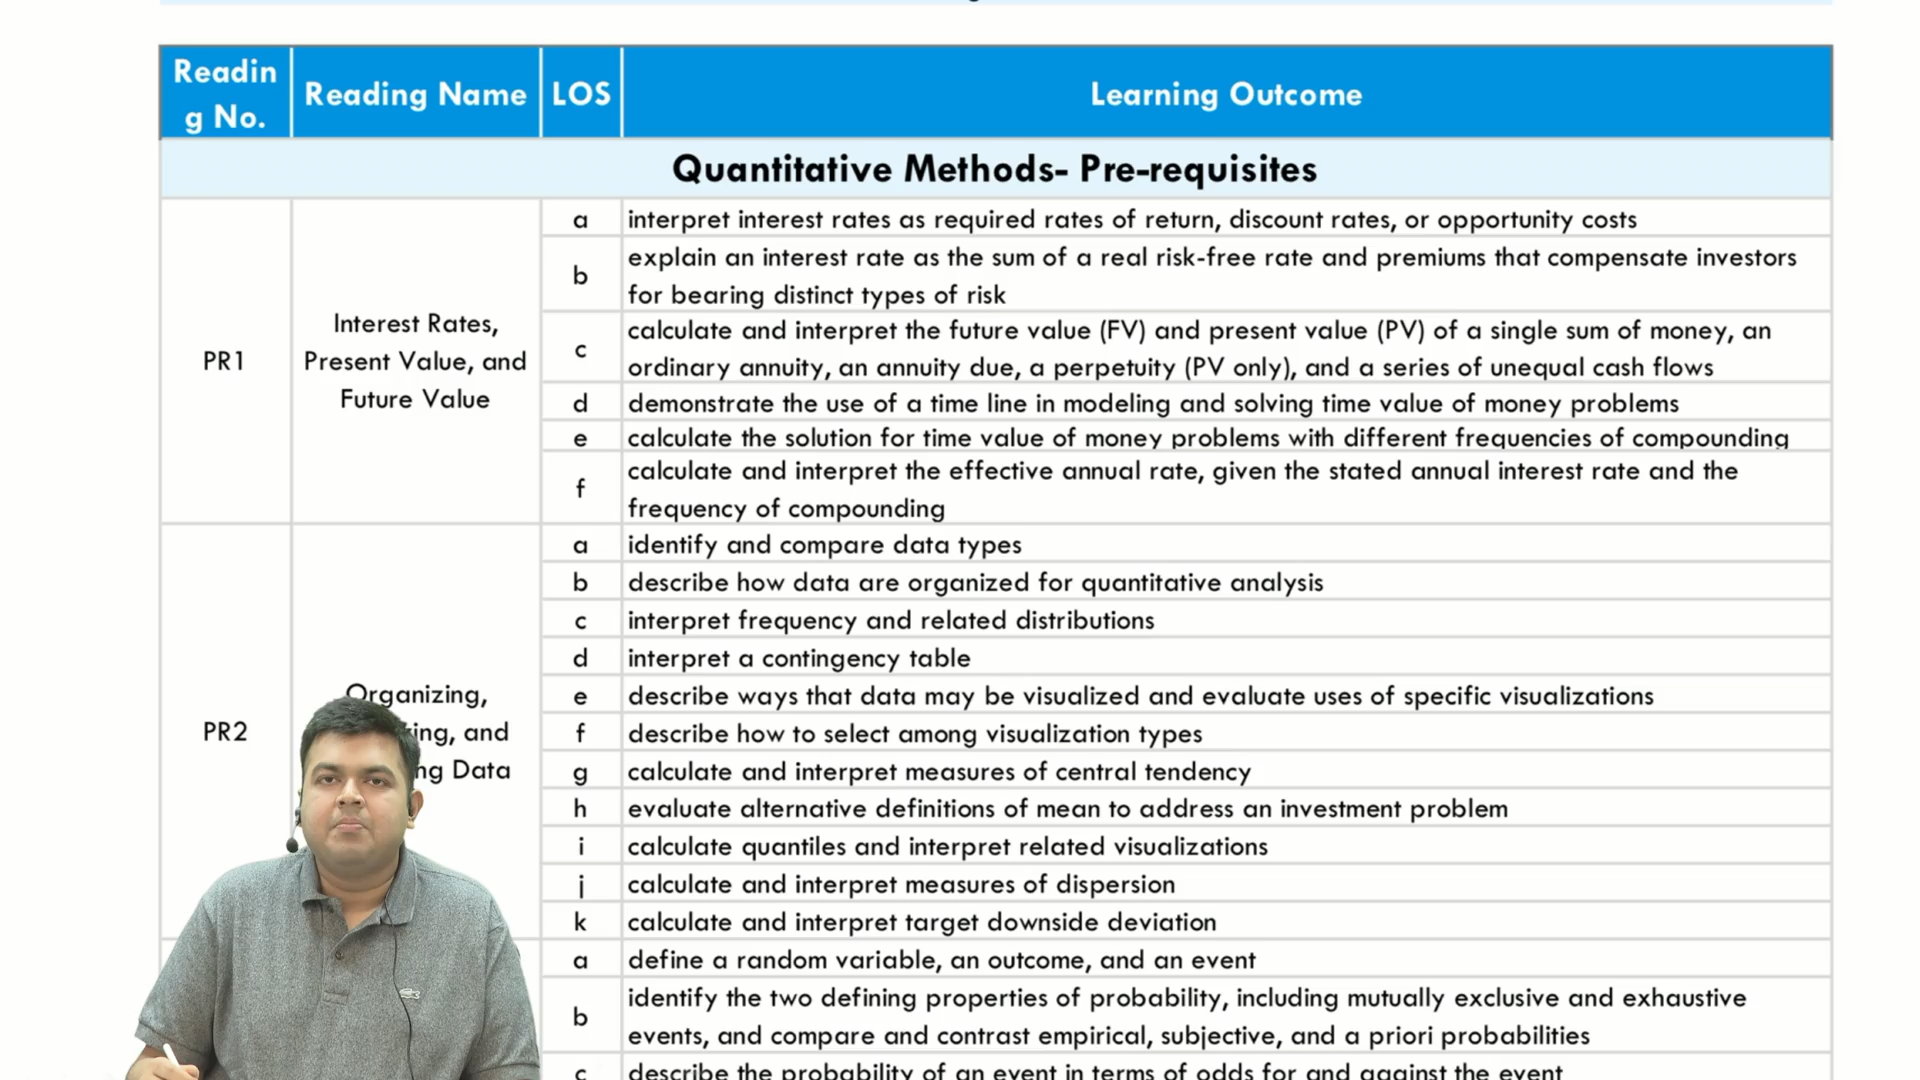 Readin
g No.
Reading Name
LOS
Learning Outcome
Quantitative Methods- Pre-requisites
PR1
Interest Rates,
Present Value, and
Future Value
a
interpret interest rates as required rates of return, discount rates, or opportunity costs
b
explain an interest rate as the sum of a real risk-free rate and premiums that compensate investors
for bearing distinct types of risk
c
calculate and interpret the future value (FV) and present value (PV) of a single sum of money, an
ordinary annuity, an annuity due, a perpetuity (PV only), and a series of unequal cash flows
d
demonstrate the use of a time line in modeling and solving time value of money problems
e
calculate the solution for time value of money problems with different frequencies of compounding
f
calculate and interpret the effective annual rate, given the stated annual interest rate and the
frequency of compounding
PR2
Organizing,
and
Data
a
identify and compare data types
b
describe how data are organized for quantitative analysis
c
interpret frequency and related distributions
d
interpret a contingency table
e
describe ways that data may be visualized and evaluate uses of specific visualizations
f
describe how to select among visualization types
g
calculate and interpret measures of central tendency
h
evaluate alternative definitions of mean to address an investment problem
i
calculate quantiles and interpret related visualizations
j
calculate and interpret measures of dispersion
k
calculate and interpret target downside deviation
a
define a random variable, an outcome, and an event
b
identify the two defining properties of probability, including mutually exclusive and exhaustive
events, and compare and contrast empirical, subjective, and a priori probabilities
c
describe the probability of an event in terms of odds for and against the event